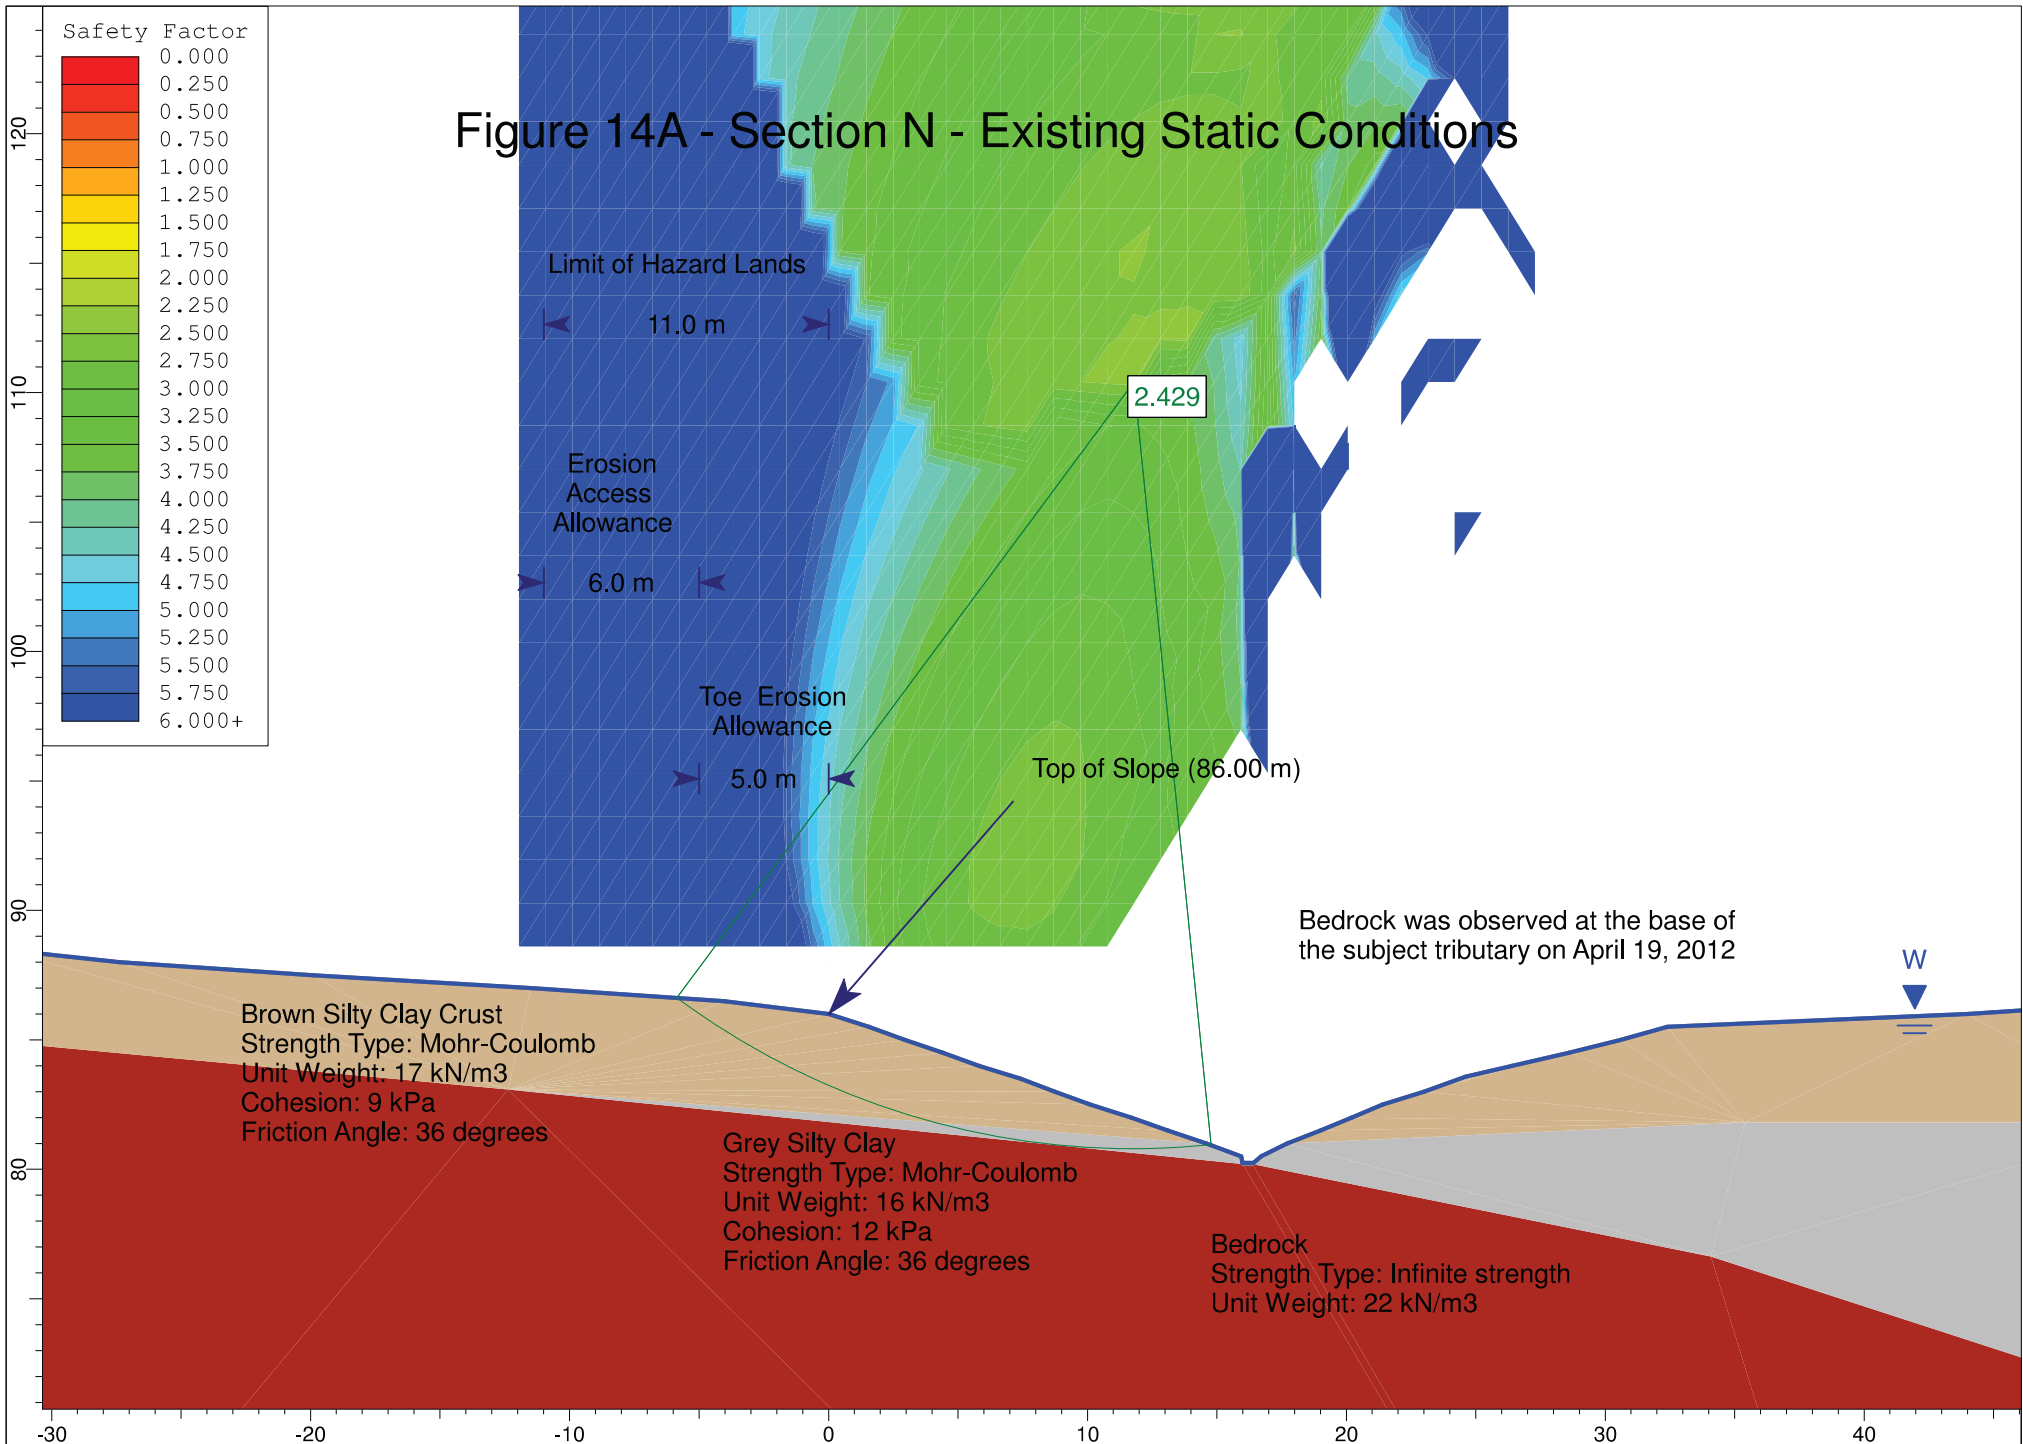 Safety Factor
0.000
0.250
0.500
0.750
1.000
1.250
1.500
1.750
2.000
2.250
2.500
2.750
3.000
3.250
3.500
3.750
4.000
4.250
4.500
4.750
5.000
5.250
5.500
5.750
6.000+
Figure 14A - Section N - Existing Static Conditions
Limit of Hazard Lands
11.0 m
2.429
Erosion
Access
Allowance
6.0 m
Toe Erosion
Allowance
5.0 m
Top of Slope (86.00 m)
Bedrock was observed at the base of
the subject tributary on April 19, 2012
W
Brown Silty Clay Crust
Strength Type: Mohr-Coulomb
Unit Weight: 17 kN/m3
Cohesion: 9 kPa
Friction Angle: 36 degrees
Grey Silty Clay
Strength Type: Mohr-Coulomb
Unit Weight: 16 kN/m3
Cohesion: 12 kPa
Friction Angle: 36 degrees
Bedrock
Strength Type: Infinite strength
Unit Weight: 22 kN/m3
120
110
100
90
80
-30 -20 -10 0 10 20 30 40